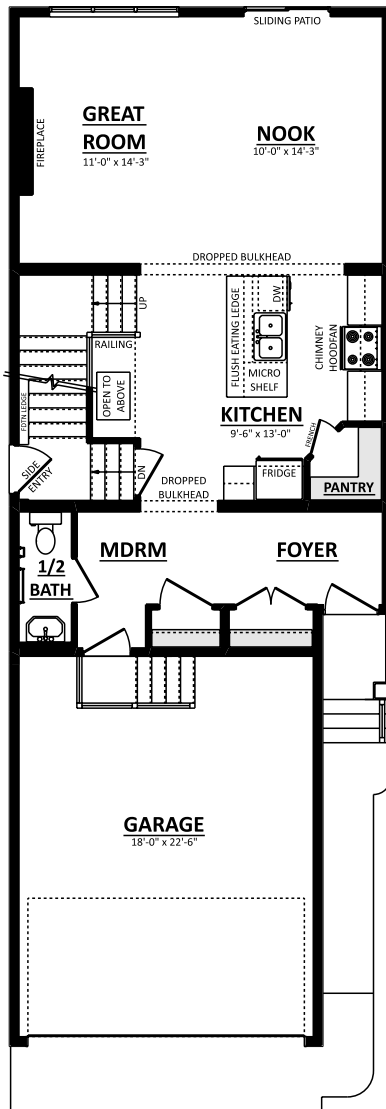 SLIDING PATIO
GREAT
ROOM
11'-0" x 14'-3"
NOOK
10'-0" x 14'-3"
FIREPLACE
DROPPED BULKHEAD
UP
RAILING
OPEN TO
ABOVE
FDTN LEDGE
FLUSH EATING LEDGE
DW
MICRO
SHELF
CHIMNEY
HOODFAN
KITCHEN
9'-6" x 13'-0"
FRENCH
SIDE
ENTRY
DN
DROPPED
BULKHEAD
FRIDGE
PANTRY
1/2
BATH
MDRM
FOYER
GARAGE
18'-0" x 22'-6"